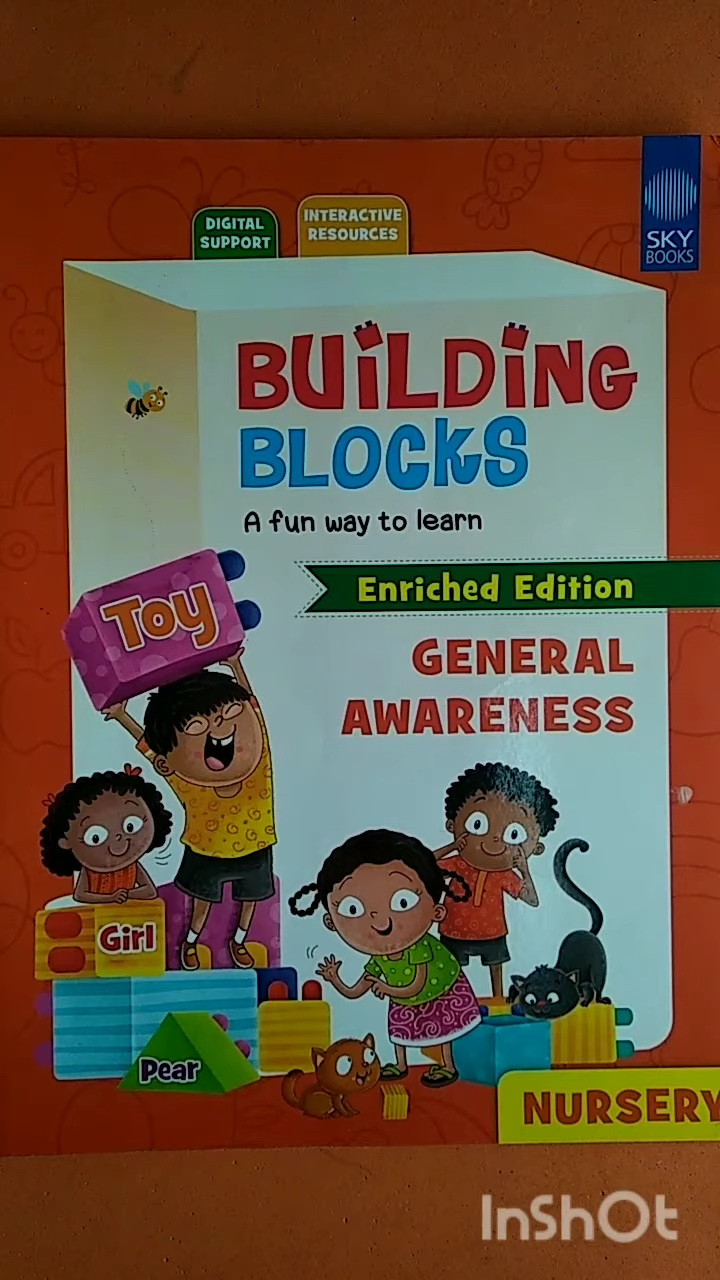 DIGITAL
SUPPORT
INTERACTIVE
RESOURCES
SKY
BOOKS
BUiLDiNG
BLOCKS
A fun way to learn
Enriched Edition
GENERAL
AWARENESS
Toy
Girl
Pear
NURSERY
InShOt